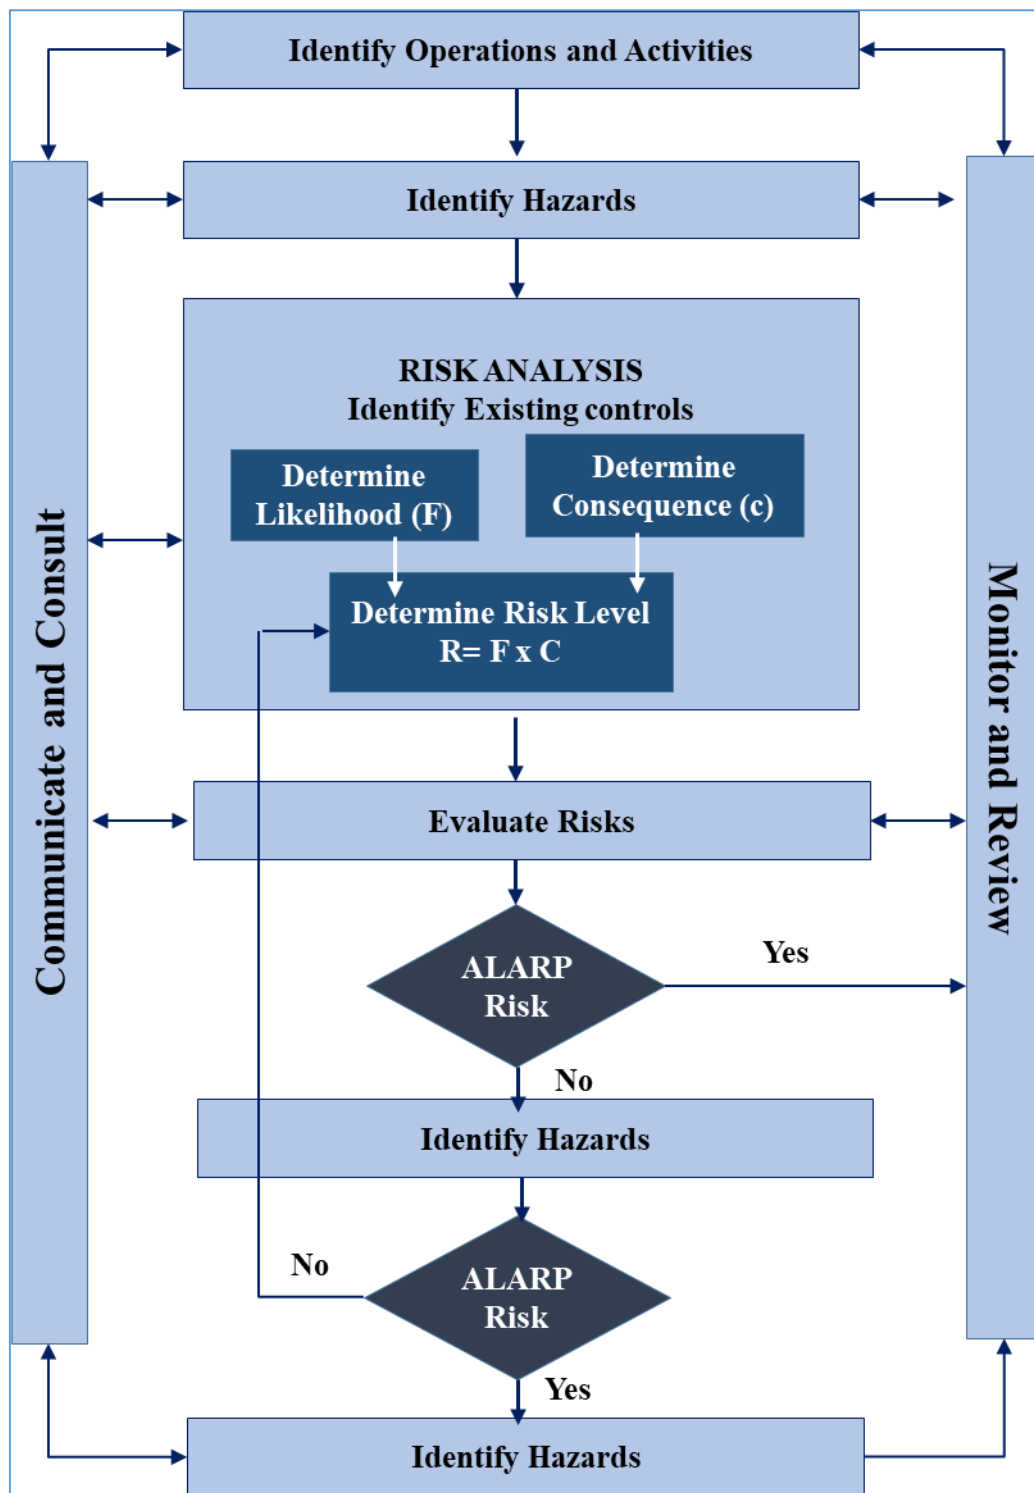 Identify Operations and Activities
Identify Hazards
RISK ANALYSIS
Identify Existing controls
Determine
Likelihood (F)
Determine
Consequence (c)
Determine Risk Level
R= F x C
Communicate and Consult
Monitor and Review
Evaluate Risks
ALARP
Risk
Yes
No
Identify Hazards
No
ALARP
Risk
Yes
Identify Hazards